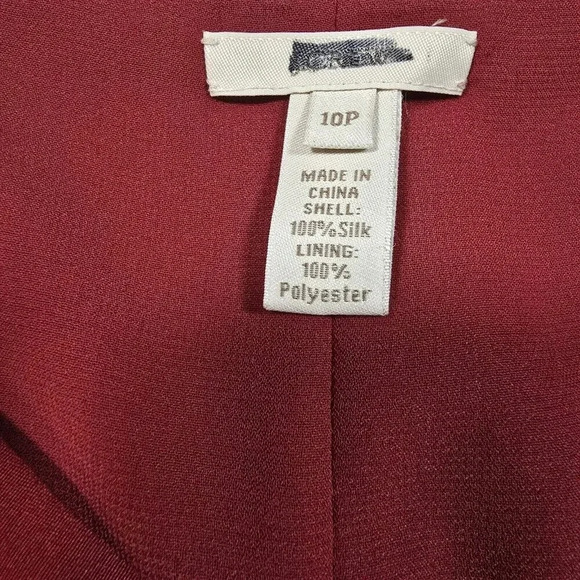 10P
MADE IN
CHINA
SHELL:
100% Silk
LINING:
100%
Polyester